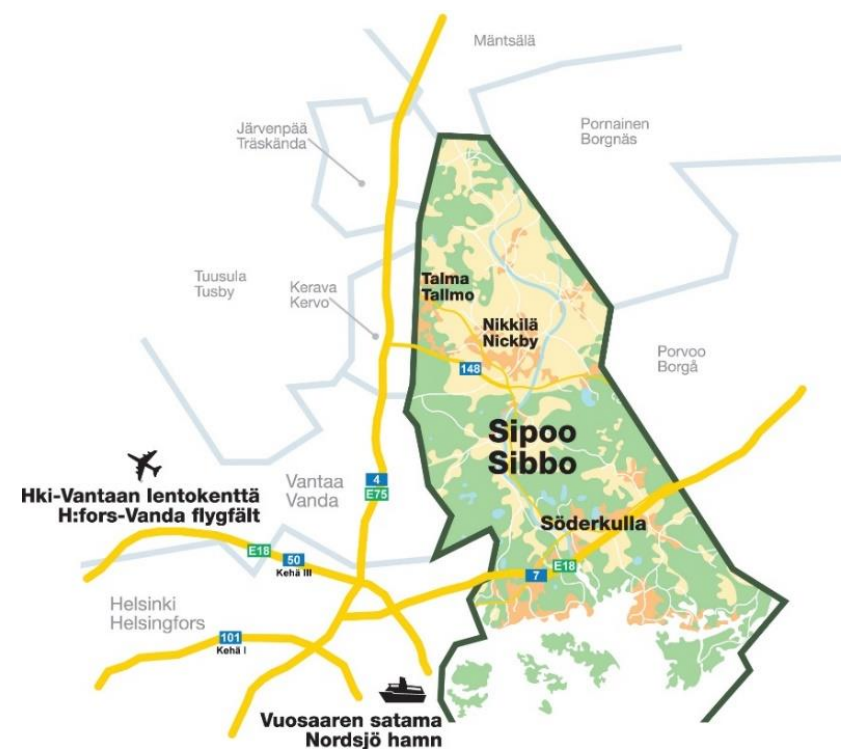 Mäntsälä
Järvenpää
Träskända
Pornainen
Borgnäs
Tuusula
Tusby
Kerava
Kervo
Talma
Tallmo
Nikkilä
Nickby
148
Porvoo
Borgå
Sipoo
Sibbo
Hki-Vantaan lentokenttä
H:fors-Vanda flygfält
Vantaa
Vanda
4
E75
Söderkulla
E18
50
Kehä III
7
E18
Helsinki
Helsingfors
101
Kehä I
Vuosaaren satama
Nordsjö hamn